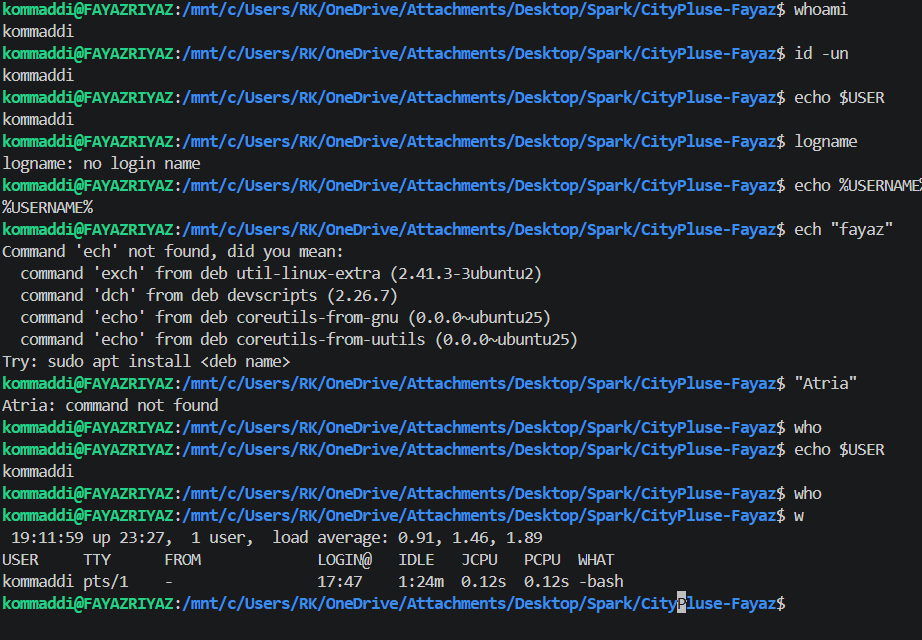 kommaddi@FAYAZRIYAZ:/mnt/c/Users/RK/OneDrive/Attachments/Desktop/Spark/CityPluse-Fayaz$ whoami
kommaddi
kommaddi@FAYAZRIYAZ:/mnt/c/Users/RK/OneDrive/Attachments/Desktop/Spark/CityPluse-Fayaz$ id -un
kommaddi
kommaddi@FAYAZRIYAZ:/mnt/c/Users/RK/OneDrive/Attachments/Desktop/Spark/CityPluse-Fayaz$ echo $USER
kommaddi
kommaddi@FAYAZRIYAZ:/mnt/c/Users/RK/OneDrive/Attachments/Desktop/Spark/CityPluse-Fayaz$ logname
logname: no login name
kommaddi@FAYAZRIYAZ:/mnt/c/Users/RK/OneDrive/Attachments/Desktop/Spark/CityPluse-Fayaz$ echo %USERNAME%
%USERNAME%
kommaddi@FAYAZRIYAZ:/mnt/c/Users/RK/OneDrive/Attachments/Desktop/Spark/CityPluse-Fayaz$ ech "fayaz"
Command 'ech' not found, did you mean:
  command 'exch' from deb util-linux-extra (2.41.3-3ubuntu2)
  command 'dch' from deb devscripts (2.26.7)
  command 'echo' from deb coreutils-from-gnu (0.0.0~ubuntu25)
  command 'echo' from deb coreutils-from-uutils (0.0.0~ubuntu25)
Try: sudo apt install <deb name>
kommaddi@FAYAZRIYAZ:/mnt/c/Users/RK/OneDrive/Attachments/Desktop/Spark/CityPluse-Fayaz$ "Atria"
Atria: command not found
kommaddi@FAYAZRIYAZ:/mnt/c/Users/RK/OneDrive/Attachments/Desktop/Spark/CityPluse-Fayaz$ who
kommaddi@FAYAZRIYAZ:/mnt/c/Users/RK/OneDrive/Attachments/Desktop/Spark/CityPluse-Fayaz$ echo $USER
kommaddi
kommaddi@FAYAZRIYAZ:/mnt/c/Users/RK/OneDrive/Attachments/Desktop/Spark/CityPluse-Fayaz$ who
kommaddi@FAYAZRIYAZ:/mnt/c/Users/RK/OneDrive/Attachments/Desktop/Spark/CityPluse-Fayaz$ w
 19:11:59 up 23:27,  1 user,  load average: 0.91, 1.46, 1.89
USER     TTY      FROM             LOGIN@   IDLE   JCPU   PCPU  WHAT
kommaddi pts/1    -                17:47    1:24m  0.12s  0.12s -bash
kommaddi@FAYAZRIYAZ:/mnt/c/Users/RK/OneDrive/Attachments/Desktop/Spark/CityPluse-Fayaz$